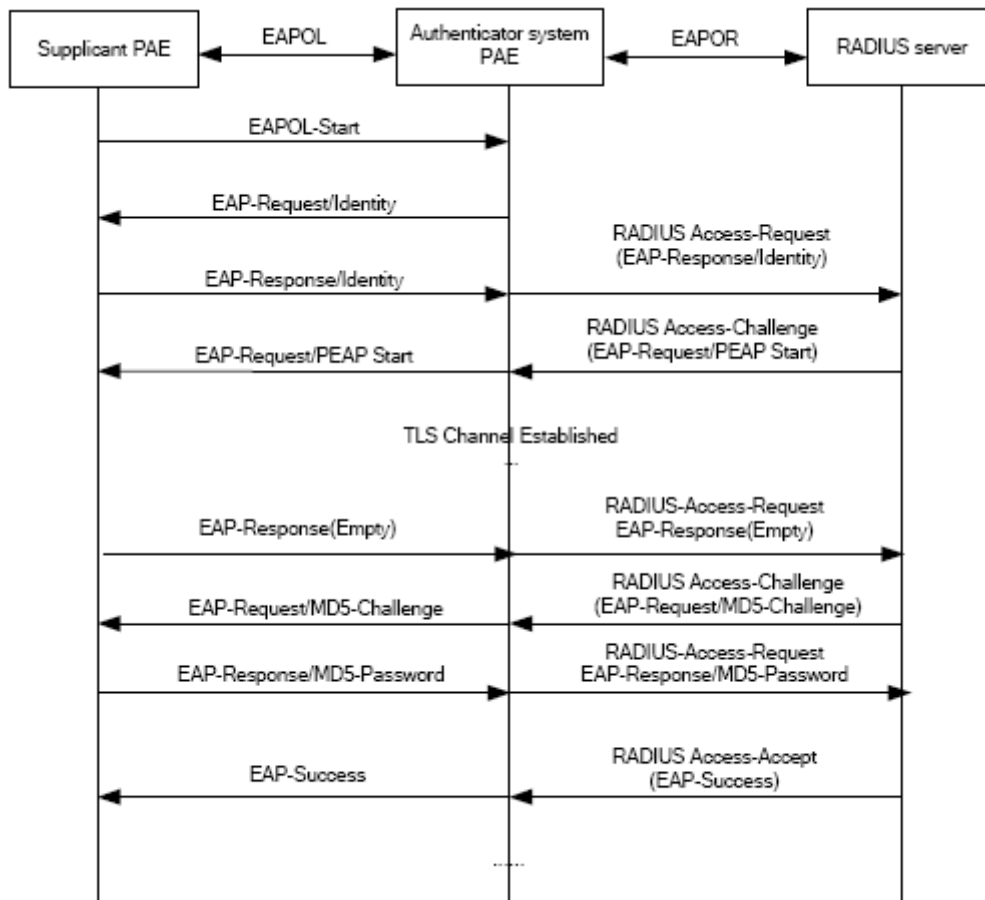 Supplicant PAE
EAPOL
Authenticator system
PAE
EAPOR
RADIUS server
EAPOL-Start
EAP-Request/Identity
RADIUS Access-Request
(EAP-Response/Identity)
EAP-Response/Identity
RADIUS Access-Challenge
(EAP-Request/PEAP Start)
EAP-Request/PEAP Start
TLS Channel Established
RADIUS-Access-Request
EAP-Response(Empty)
EAP-Response(Empty)
RADIUS Access-Challenge
(EAP-Request/MD5-Challenge)
EAP-Request/MD5-Challenge
RADIUS-Access-Request
EAP-Response/MD5-Password
EAP-Response/MD5-Password
RADIUS Access-Accept
(EAP-Success)
EAP-Success